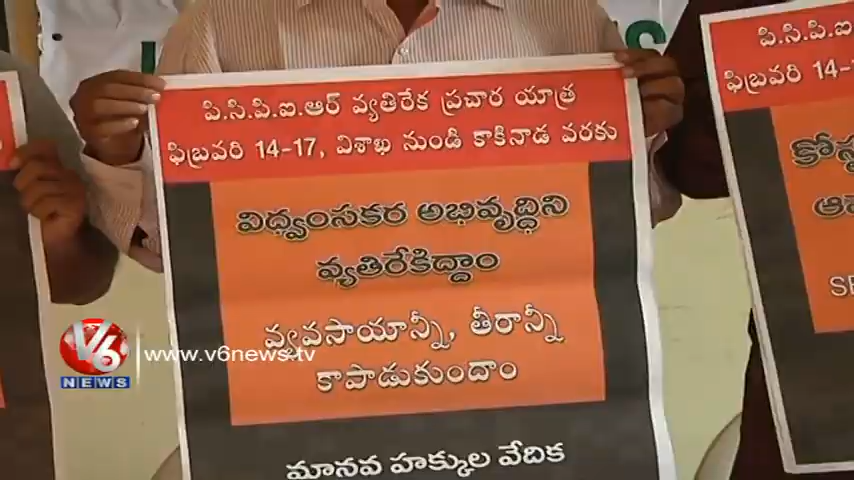 పి.సి.పి.ఐ.ఆర్ వ్యతిరేక ప్రచార యాత్ర
ఫిబ్రవరి 14-17, విశాఖ నుండీ కాకినాడ వరకు
విధ్వంసకర అభివృద్ధిని
వ్యతిరేకిద్దాం
వ్యవసాయాన్నీ, తీరాన్నీ
కాపాడుకుందాం
మానవ హక్కుల వేదిక
పి.సి.పి.ఐ
ఫిబ్రవరి 14-
V6
NEWS
www.v6news.tv